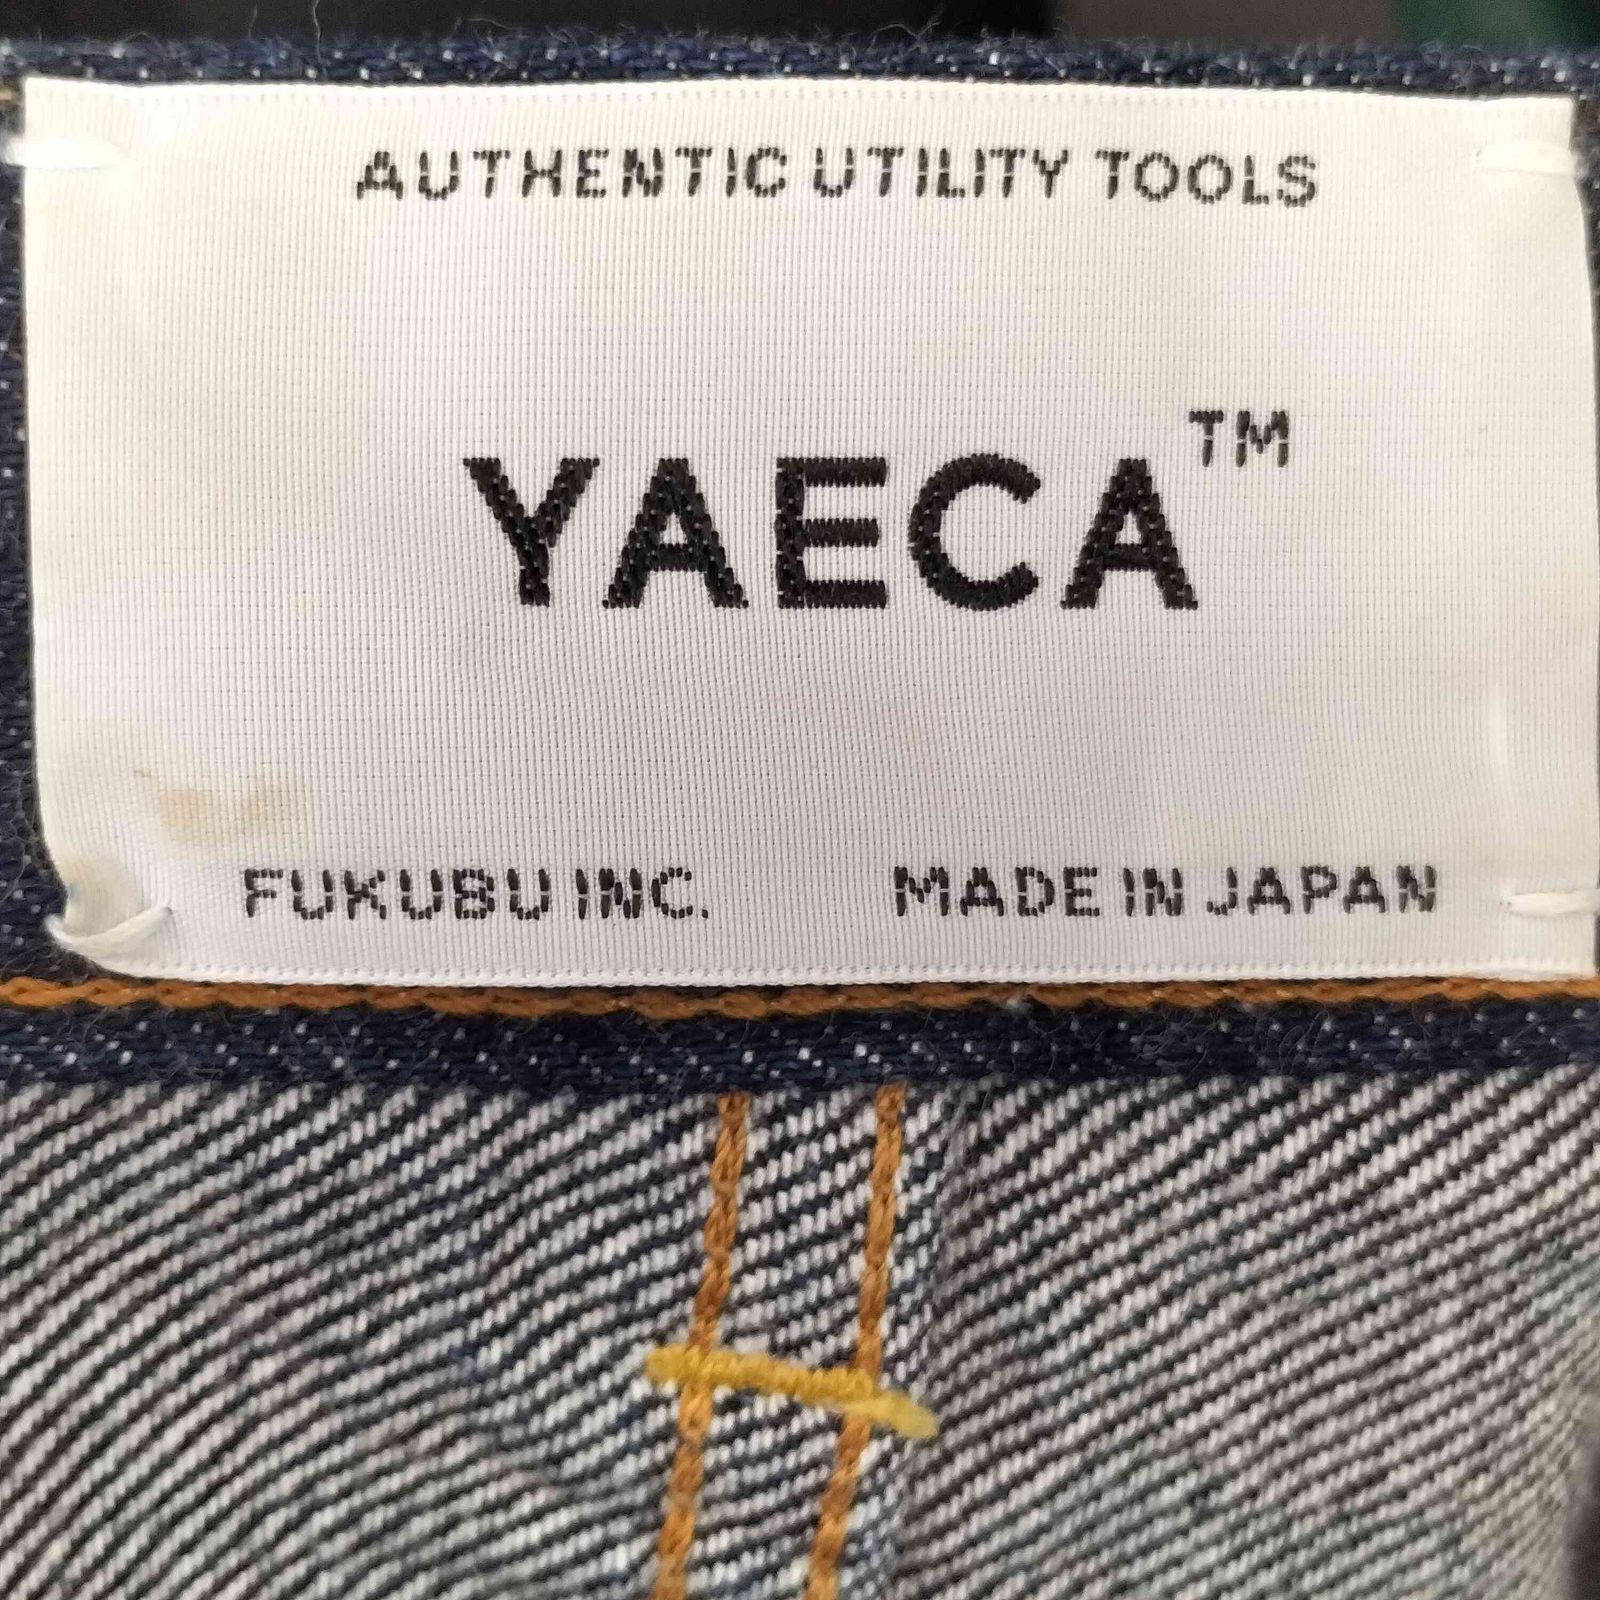 AUTHENTIC UTILITY TOOLS
YAECA™
FUKUBU INC. MADE IN JAPAN